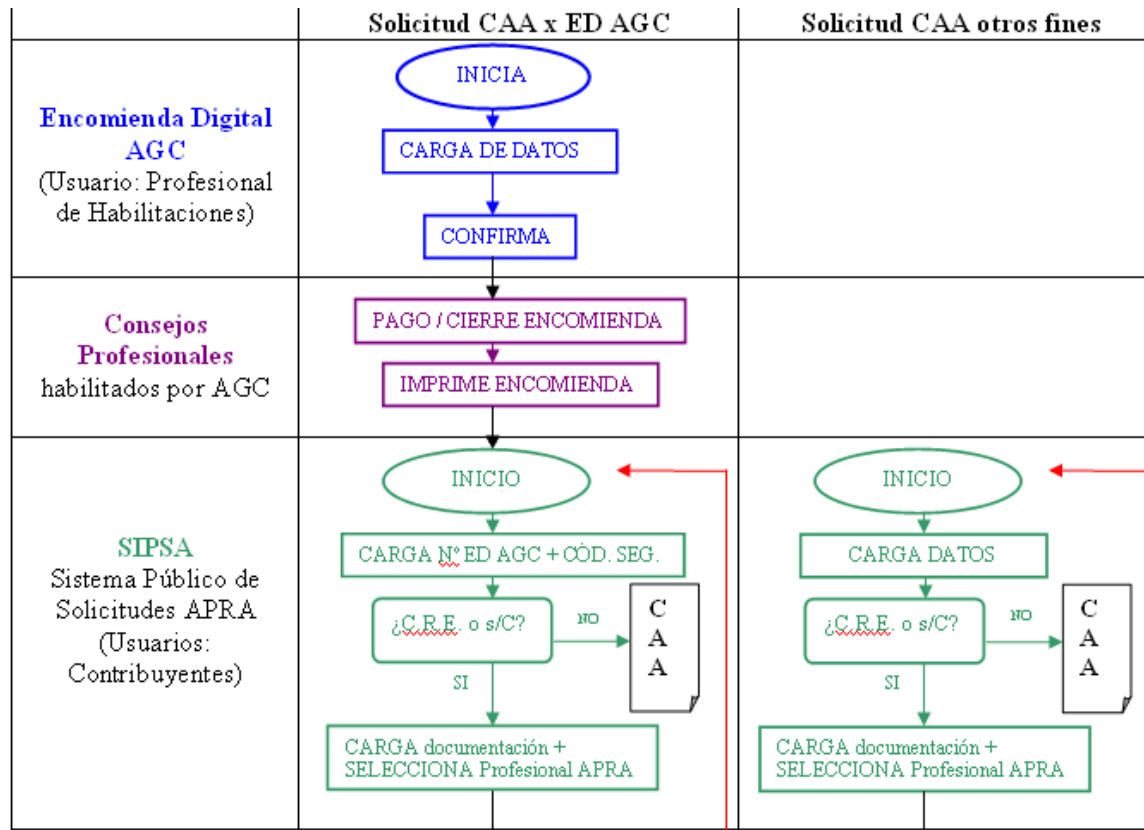 Solicitud CAA x ED AGC
Solicitud CAA otros fines
Encomienda Digital
AGC
(Usuario: Profesional
de Habilitaciones)
INICIA
CARGA DE DATOS
CONFIRMA
Consejos
Profesionales
habilitados por AGC
PAGO / CIERRE ENCOMIENDA
IMPRIME ENCOMIENDA
SIPSA
Sistema Público de
Solicitudes APRA
(Usuarios:
Contribuyentes)
INICIO
CARGA Nº ED AGC + CÓD. SEG.
¿C.R.E. o s/C?
NO
C
A
A
SI
CARGA documentación +
SELECCIONA Profesional APRA
INICIO
CARGA DATOS
¿C.R.E. o s/C?
NO
C
A
A
SI
CARGA documentación +
SELECCIONA Profesional APRA